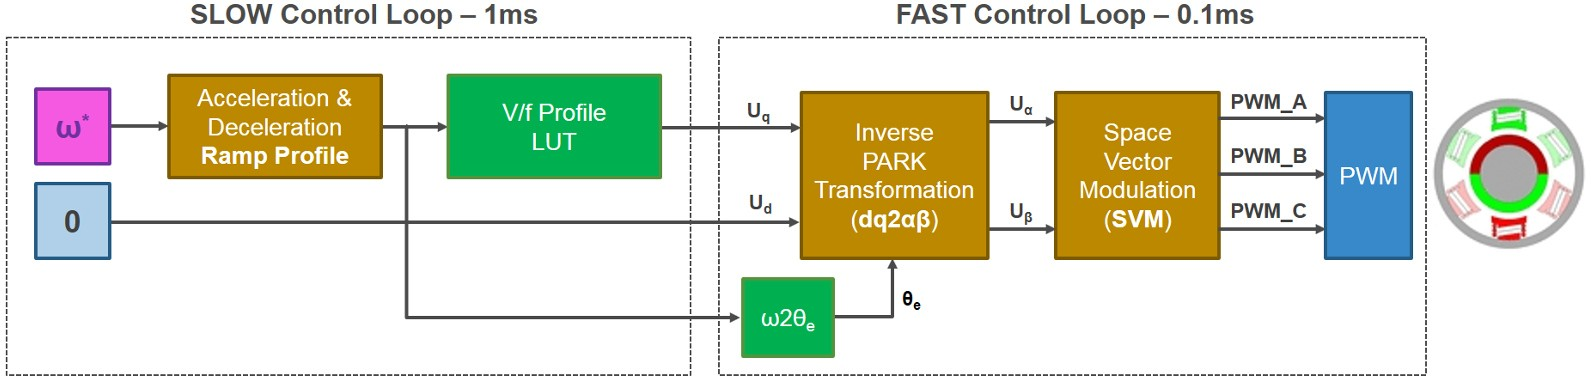 SLOW Control Loop – 1ms
FAST Control Loop – 0.1ms
ω*
Acceleration &
Deceleration
Ramp Profile
V/f Profile
LUT
0
Uq
Ud
Inverse
PARK
Transformation
(dq2αβ)
ω2θe
θe
Uα
Uβ
Space
Vector
Modulation
(SVM)
PWM_A
PWM_B
PWM_C
PWM